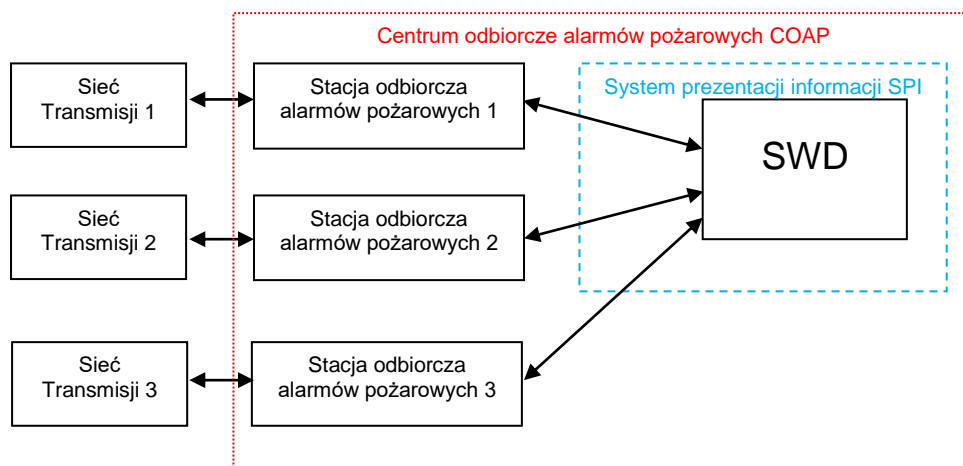 Centrum odbiorcze alarmów pożarowych COAP
System prezentacji informacji SPI
Sieć
Transmisji 1
Stacja odbiorcza
alarmów pożarowych 1
SWD
Sieć
Transmisji 2
Stacja odbiorcza
alarmów pożarowych 2
Sieć
Transmisji 3
Stacja odbiorcza
alarmów pożarowych 3